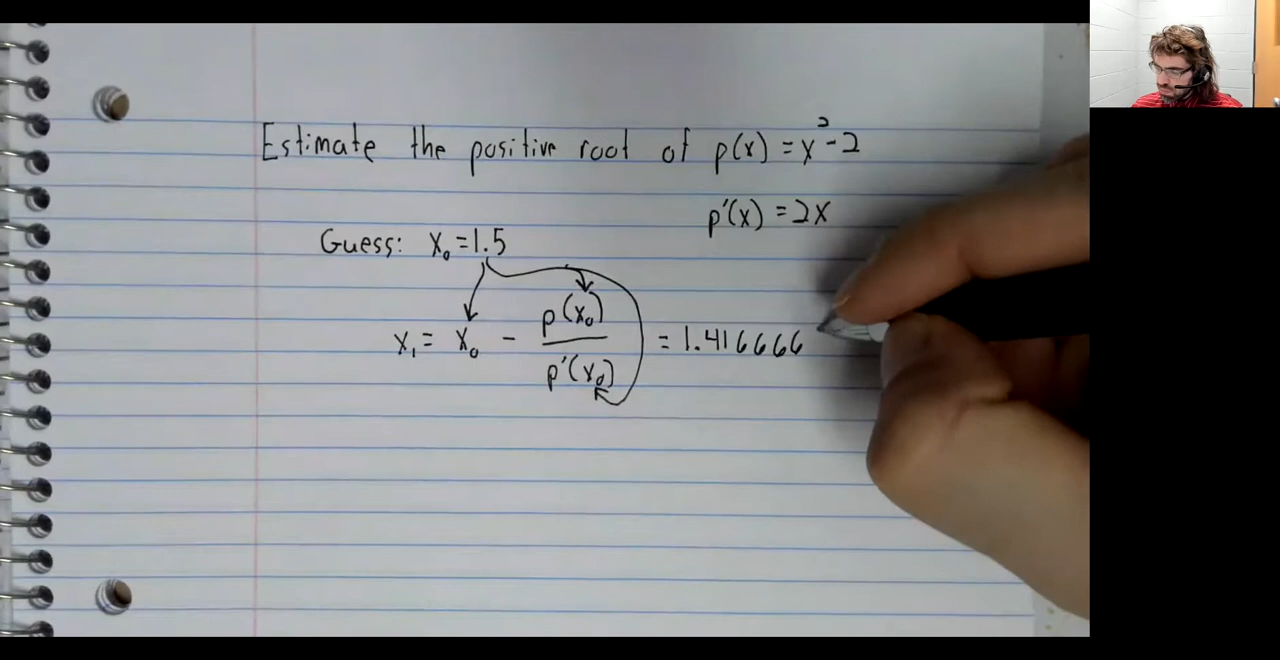 Estimate the positive root of p(x) = x² - 2
p'(x) = 2x
Guess: x₀ = 1.5
x₁ = x₀ - p(x₀) / p'(x₀) = 1.416666